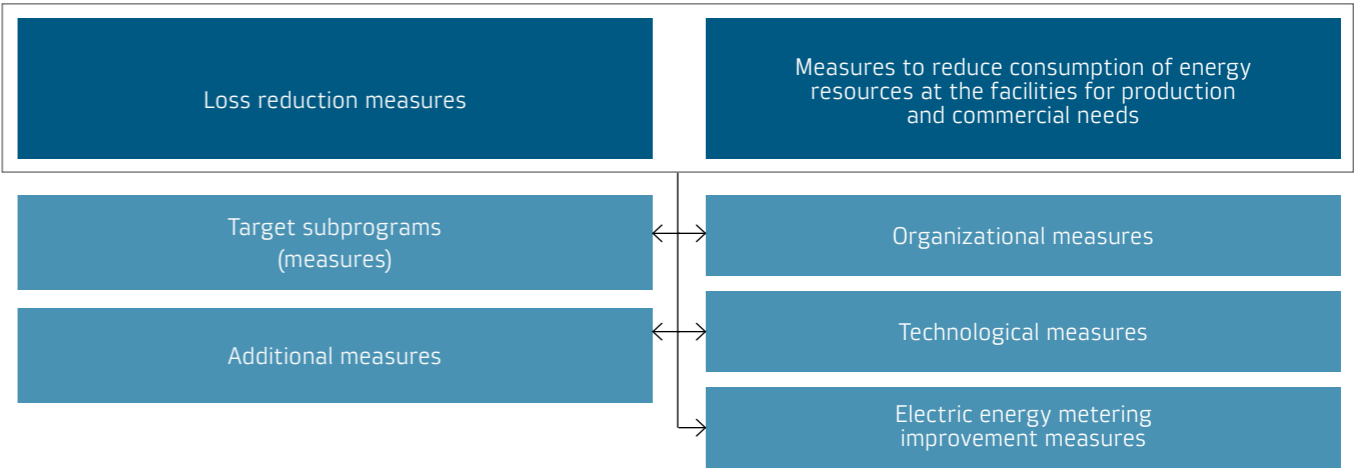 Loss reduction measures
Measures to reduce consumption of energy
resources at the facilities for production
and commercial needs
Target subprograms
(measures)
Organizational measures
Additional measures
Technological measures
Electric energy metering
improvement measures